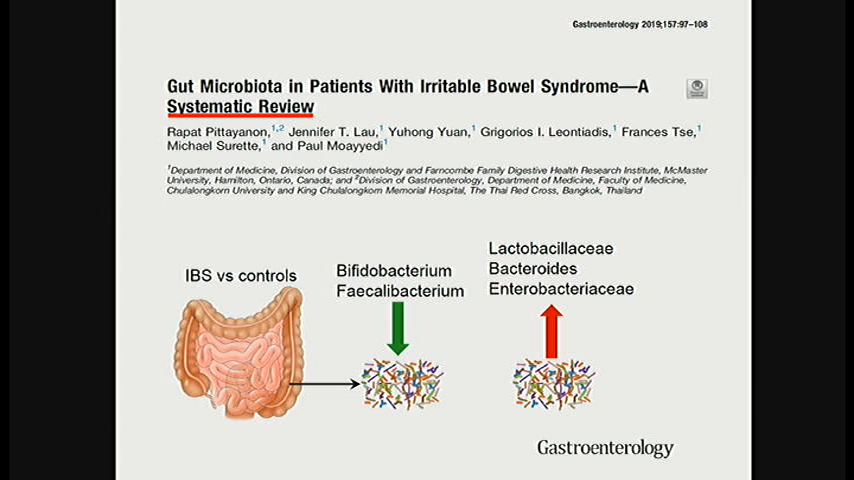 Gastroenterology 2019;157:97–108
Gut Microbiota in Patients With Irritable Bowel Syndrome—A
Systematic Review
Rapat Pittayanon,1,2 Jennifer T. Lau,1 Yuhong Yuan,1 Grigorios I. Leontiadis,1 Frances Tse,1
Michael Surette,1 and Paul Moayyedi1
1Department of Medicine, Division of Gastroenterology and Farncombe Family Digestive Health Research Institute, McMaster
University, Hamilton, Ontario, Canada; and 2Division of Gastroenterology, Department of Medicine, Faculty of Medicine,
Chulalongkorn University and King Chulalongkorn Memorial Hospital, The Thai Red Cross, Bangkok, Thailand
IBS vs controls
Bifidobacterium
Faecalibacterium
Lactobacillaceae
Bacteroides
Enterobacteriaceae
Gastroenterology